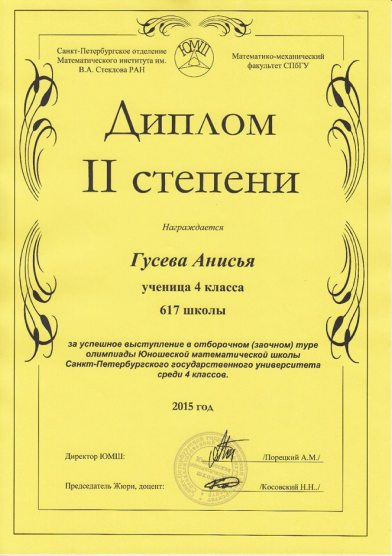 Санкт-Петербургское отделение
Математического института им.
В.А. Стеклова РАН
ЮМШ
Математико-механический
факультет СПбГУ
Диплом
II степени
Награждается
Гусева Анисья
ученица 4 класса
617 школы
за успешное выступление в отборочном (заочном) туре
олимпиады Юношеской математической школы
Санкт-Петербургского государственного университета
среди 4 классов.
2015 год
Директор ЮМШ: /Порецкий А.М./
Председатель Жюри, доцент: /Косовский Н.Н../